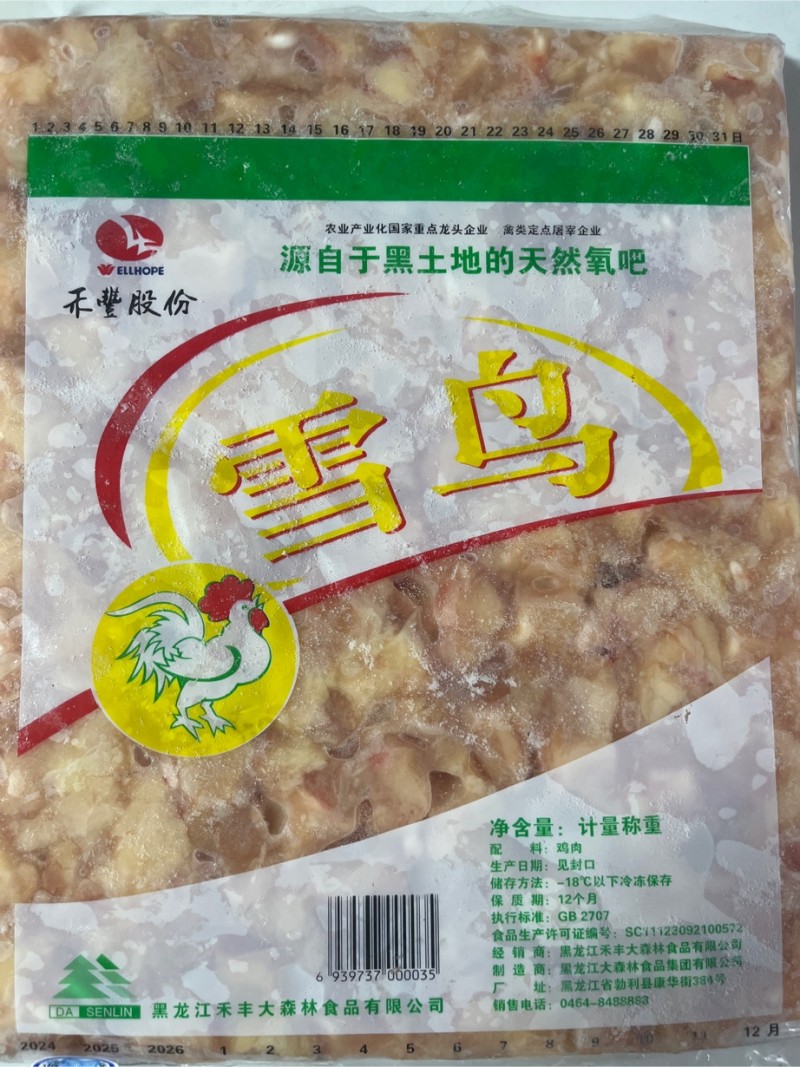 1 2 3 4 5 6 7 8 9 10 11 12 13 14 15 16 17 18 19 20 21 22 23 24 25 26 27 28 29 30 31日
农业产业化国家重点龙头企业 禽类定点屠宰企业
源自于黑土地的天然氧吧
WELLHOPE
禾豐股份
雪鸟
净含量：计量称重
配 料：鸡肉
生产日期：见封口
储存方法：-18℃以下冷冻保存
保 质 期：12个月
执行标准：GB 2707
食品生产许可证编号：SC11123092100572
经 销 商：黑龙江禾丰大森林食品有限公司
制 造 商：黑龙江大森林食品集团有限公司
厂 址：黑龙江省勃利县康华街384号
销售电话：0464-8488883
6 939737 000035
DA SENLIN
黑龙江禾丰大森林食品有限公司
2024 2025 2026 1 2 3 4 5 6 7 8 9 10 11 12月